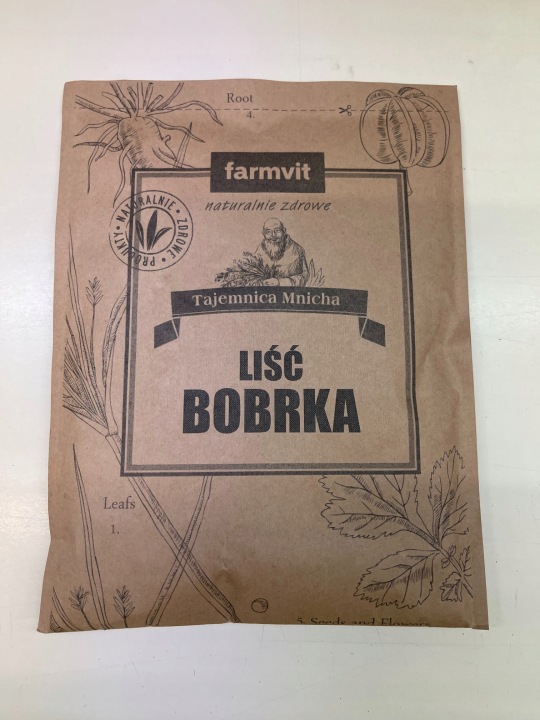 Root
4.
farmvit
naturalnie zdrowe
PRODUKTY • NATURALNIE • ZDROWE •
Tajemnica Mnicha
LIŚĆ
BOBRKA
Leafs
1.
5. Seeds and Flowers